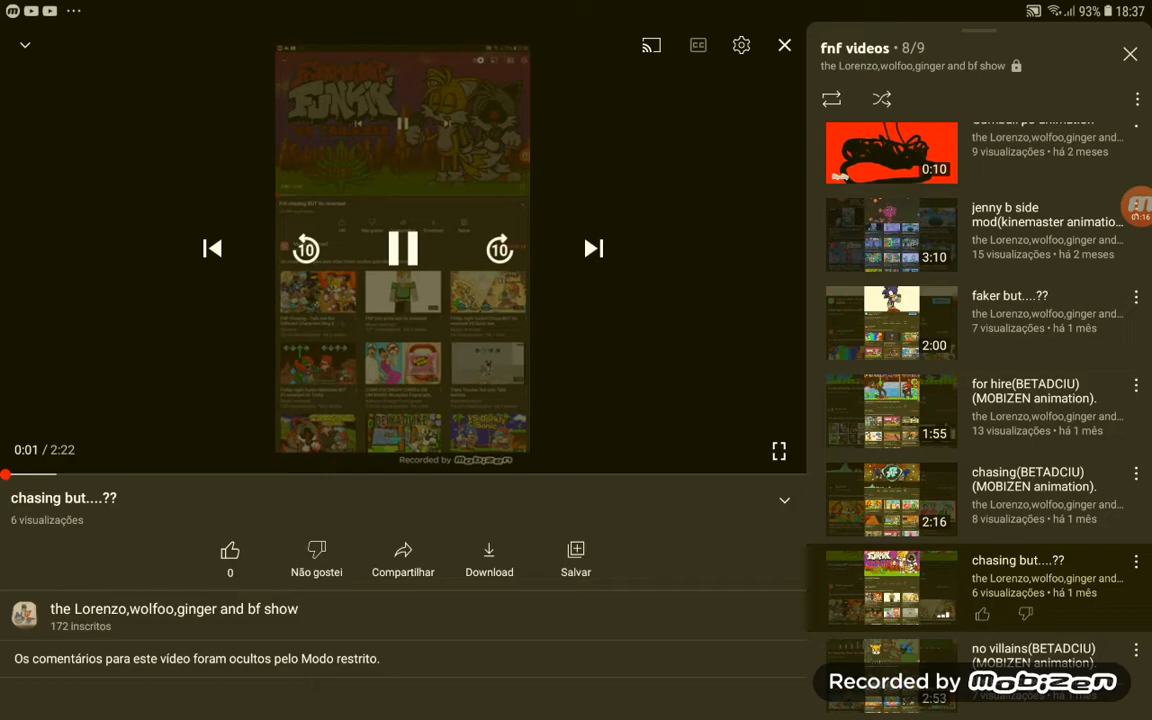 93% 18:37
fnf videos • 8/9
the Lorenzo,wolfoo,ginger and bf show
CC
10
10
0:01 / 2:22
Recorded by mobizen
chasing but....??
6 visualizações
0
Não gostei
Compartilhar
Download
Salvar
the Lorenzo,wolfoo,ginger and bf show
172 inscritos
Os comentários para este vídeo foram ocultos pelo Modo restrito.
the Lorenzo,wolfoo,ginger and...
9 visualizações • há 2 meses
0:10
jenny b side
mod(kinemaster animatio...
the Lorenzo,wolfoo,ginger and...
15 visualizações • há 2 meses
3:10
faker but....??
the Lorenzo,wolfoo,ginger and...
7 visualizações • há 1 mês
2:00
for hire(BETADCIU)
(MOBIZEN animation).
the Lorenzo,wolfoo,ginger and...
13 visualizações • há 1 mês
1:55
chasing(BETADCIU)
(MOBIZEN animation).
the Lorenzo,wolfoo,ginger and...
8 visualizações • há 1 mês
2:16
chasing but....??
the Lorenzo,wolfoo,ginger and...
6 visualizações • há 1 mês
no villains(BETADCIU)
(MOBIZEN animation).
2:53
Recorded by mobizen